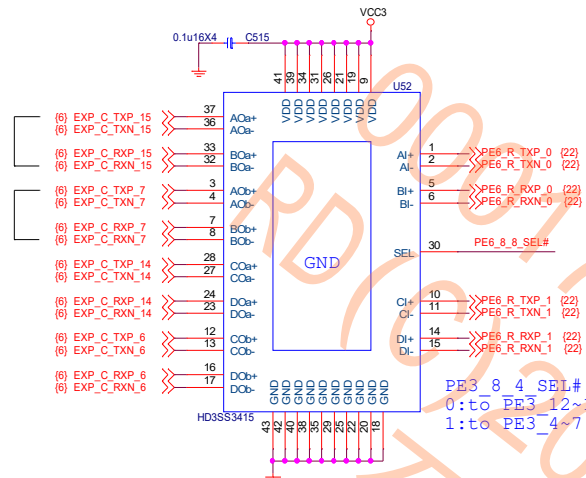 VCC3
0.1u16X4 C515
41 39 34 31 26 21 19 9
U52
VDD VDD VDD VDD VDD VDD VDD VDD
{6} EXP_C_TXP_15 37 AOa+
{6} EXP_C_TXN_15 36 AOa-
{6} EXP_C_RXP_15 33 BOa+
{6} EXP_C_RXN_15 32 BOa-
{6} EXP_C_TXP_7 3 AOb+
{6} EXP_C_TXN_7 4 AOb-
{6} EXP_C_RXP_7 7 BOb+
{6} EXP_C_RXN_7 8 BOb-
{6} EXP_C_TXP_14 28 COa+
{6} EXP_C_TXN_14 27 COa-
{6} EXP_C_RXP_14 24 DOa+
{6} EXP_C_RXN_14 23 DOa-
{6} EXP_C_TXP_6 12 COb+
{6} EXP_C_TXN_6 13 COb-
{6} EXP_C_RXP_6 16 DOb+
{6} EXP_C_RXN_6 17 DOb-
GND
AI+ 1 PE6_R_TXP_0 {22}
AI- 2 PE6_R_TXN_0 {22}
BI+ 5 PE6_R_RXP_0 {22}
BI- 6 PE6_R_RXN_0 {22}
SEL 30 PE6_8_8_SEL#
CI+ 10 PE6_R_TXP_1 {22}
CI- 11 PE6_R_TXN_1 {22}
DI+ 14 PE6_R_RXP_1 {22}
DI- 15 PE6_R_RXN_1 {22}
GND GND GND GND GND GND GND GND GND GND
HD3SS3415
43 42 40 38 35 29 25 22 20 18
PE3_8_4_SEL#
0:to PE3_12~
1:to PE3_4~7
RD(C)20